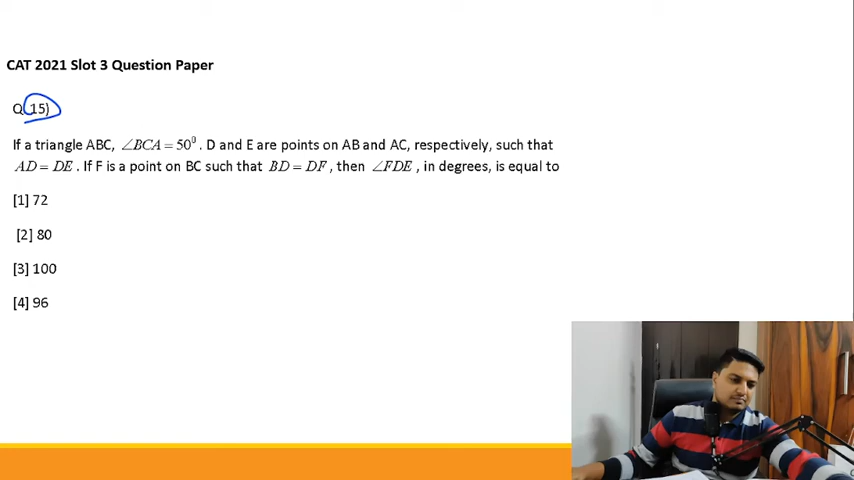 CAT 2021 Slot 3 Question Paper
Q 15)
If a triangle ABC, ∠BCA = 50⁰. D and E are points on AB and AC, respectively, such that
AD = DE. If F is a point on BC such that BD = DF, then ∠FDE, in degrees, is equal to
[1] 72
[2] 80
[3] 100
[4] 96